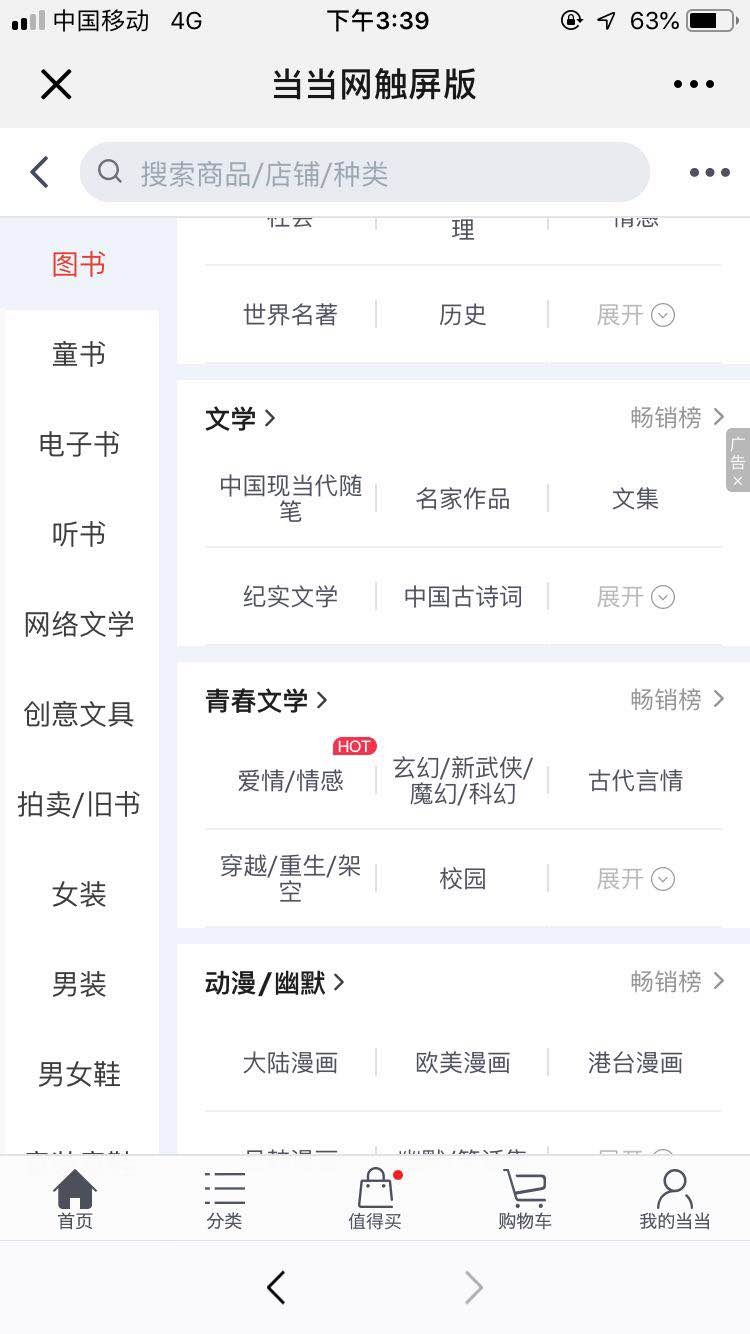 中国移动 4G 下午3:39 63%
当当网触屏版
搜索商品/店铺/种类
图书
童书
电子书
听书
网络文学
创意文具
拍卖/旧书
女装
男装
男女鞋
理
世界名著 历史 展开
文学 畅销榜
中国现当代随
笔
名家作品
文集
纪实文学 中国古诗词 展开
广告
青春文学 畅销榜
HOT
爱情/情感
玄幻/新武侠/
魔幻/科幻
古代言情
穿越/重生/架
空
校园
展开
动漫/幽默 畅销榜
大陆漫画 欧美漫画 港台漫画
首页 分类 值得买 购物车 我的当当